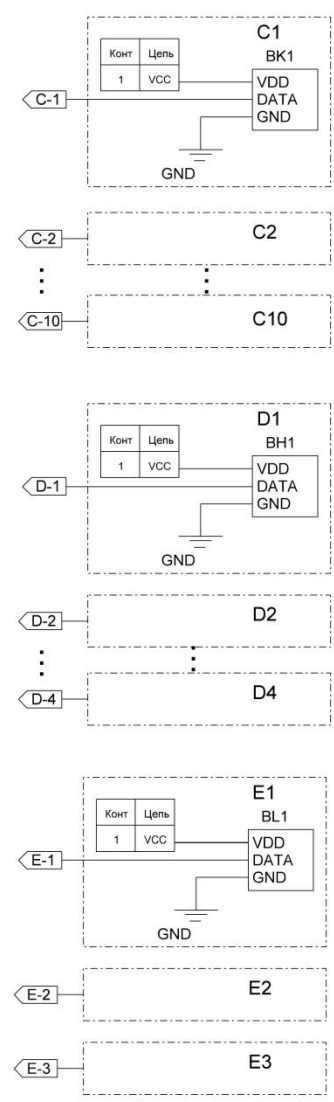 C1
BK1
Конт Цепь
1 VCC
VDD
C-1
DATA
GND
GND
C-2
C2
C-10
C10
D1
BH1
Конт Цепь
1 VCC
VDD
D-1
DATA
GND
GND
D-2
D2
D-4
D4
E1
BL1
Конт Цепь
1 VCC
VDD
E-1
DATA
GND
GND
E-2
E2
E-3
E3